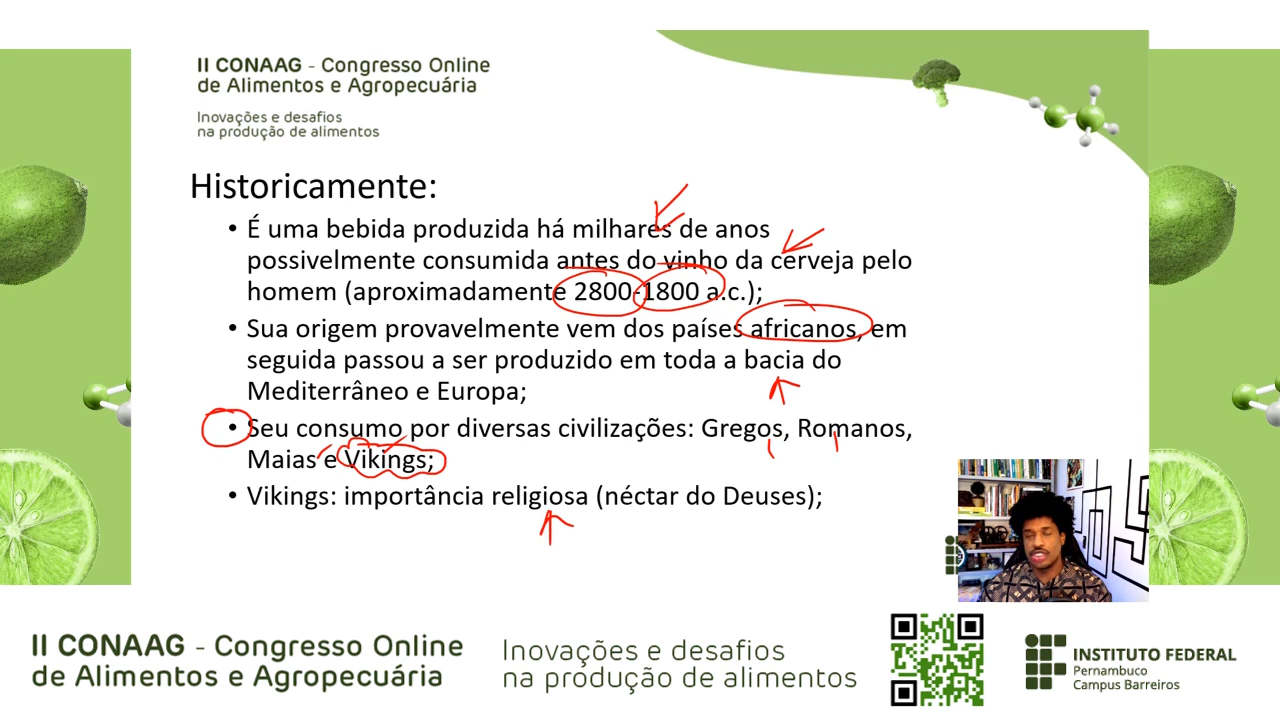 II CONAAG - Congresso Online
de Alimentos e Agropecuária
Inovações e desafios
na produção de alimentos
Historicamente:
• É uma bebida produzida há milhares de anos
possivelmente consumida antes do vinho da cerveja pelo
homem (aproximadamente 2800-1800 a.c.);
• Sua origem provavelmente vem dos países africanos, em
seguida passou a ser produzido em toda a bacia do
Mediterrâneo e Europa;
• Seu consumo por diversas civilizações: Gregos, Romanos,
Maias e Vikings;
• Vikings: importância religiosa (néctar do Deuses);
II CONAAG - Congresso Online
de Alimentos e Agropecuária
Inovações e desafios
na produção de alimentos
INSTITUTO FEDERAL
Pernambuco
Campus Barreiros